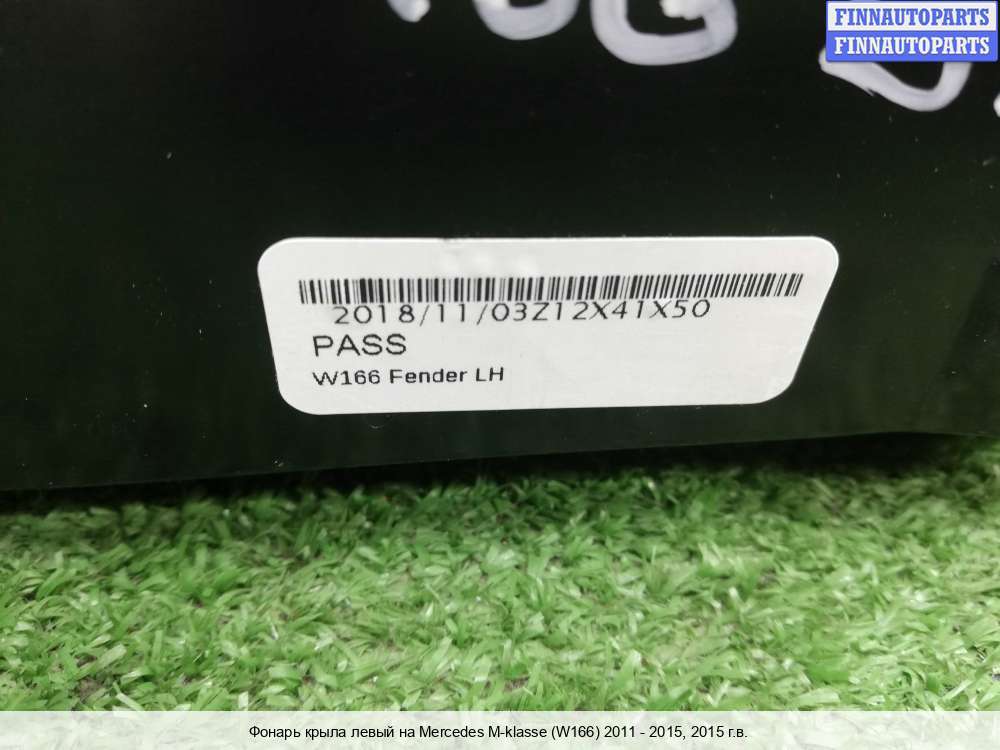 FINNAUTOPARTS
FINNAUTOPARTS
2018/11/03Z12X41X50
PASS
W166 Fender LH
Фонарь крыла левый на Mercedes M-klasse (W166) 2011 - 2015, 2015 г.в.